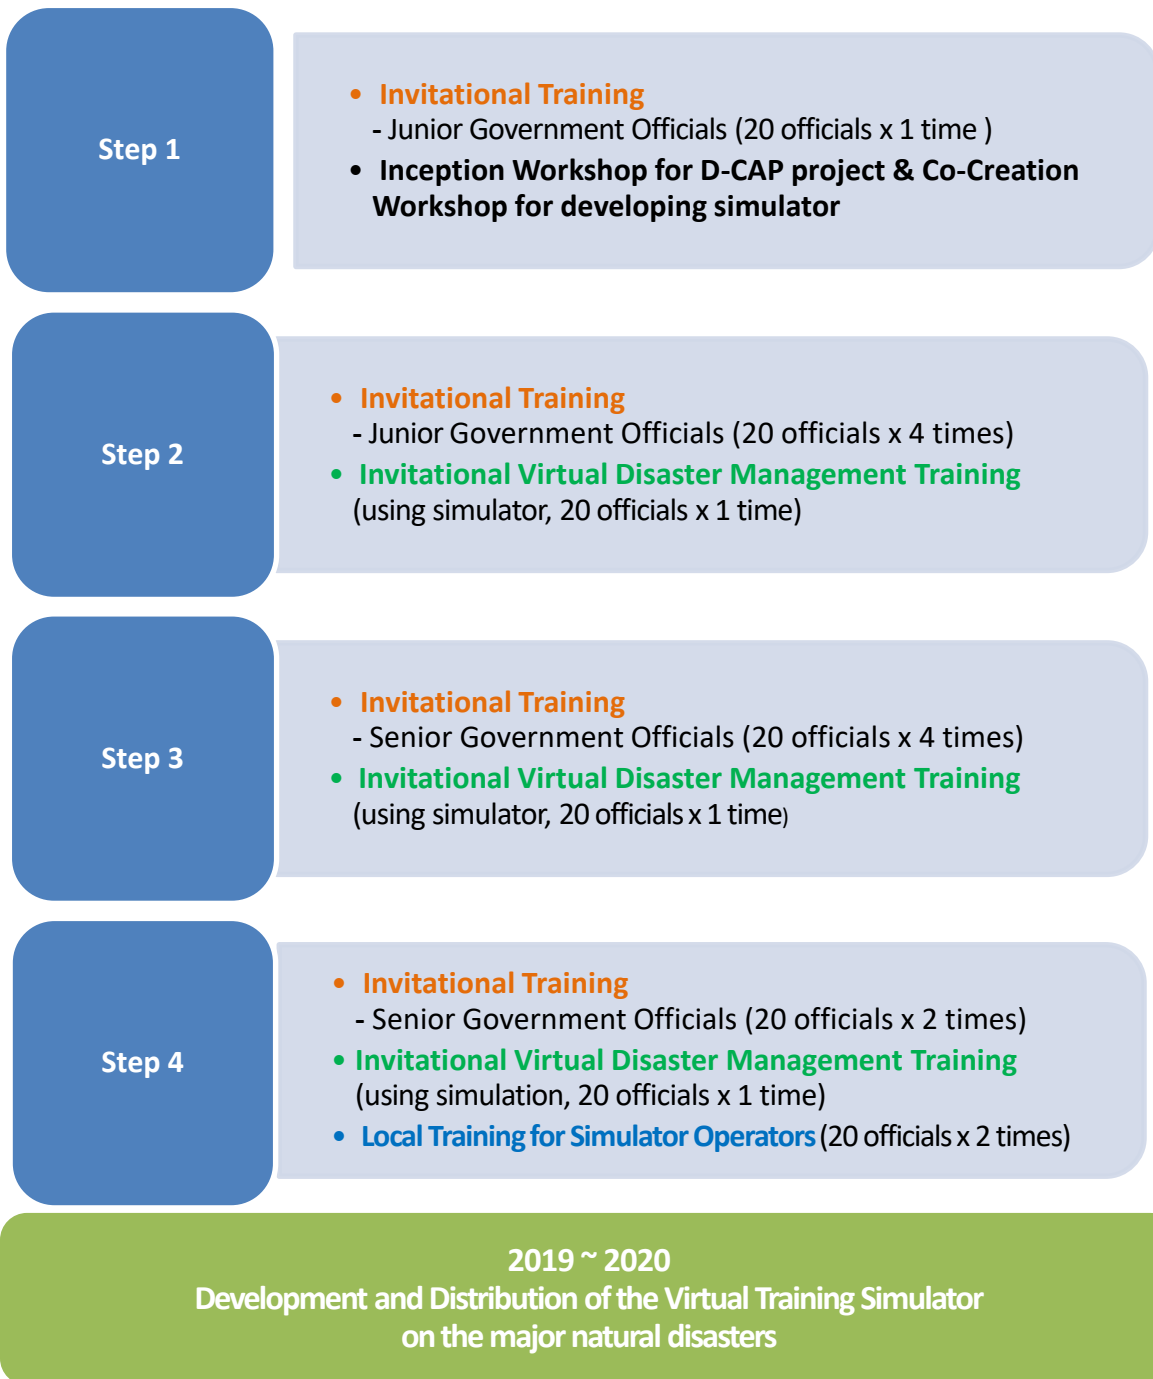 Step 1
• Invitational Training
- Junior Government Officials (20 officials x 1 time )
• Inception Workshop for D-CAP project & Co-Creation
Workshop for developing simulator
Step 2
• Invitational Training
- Junior Government Officials (20 officials x 4 times)
• Invitational Virtual Disaster Management Training
(using simulator, 20 officials x 1 time)
Step 3
• Invitational Training
- Senior Government Officials (20 officials x 4 times)
• Invitational Virtual Disaster Management Training
(using simulator, 20 officials x 1 time)
Step 4
• Invitational Training
- Senior Government Officials (20 officials x 2 times)
• Invitational Virtual Disaster Management Training
(using simulation, 20 officials x 1 time)
• Local Training for Simulator Operators (20 officials x 2 times)
2019 ~ 2020
Development and Distribution of the Virtual Training Simulator
on the major natural disasters